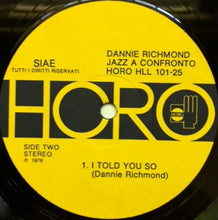 SIAE
TUTTI I DIRITTI RISERVATI
DANNIE RICHMOND
JAZZ A CONFRONTO
HORO HLL 101-25
HORO
SIDE TWO
STEREO
℗ 1976
1. I TOLD YOU SO
(Dannie Richmond)